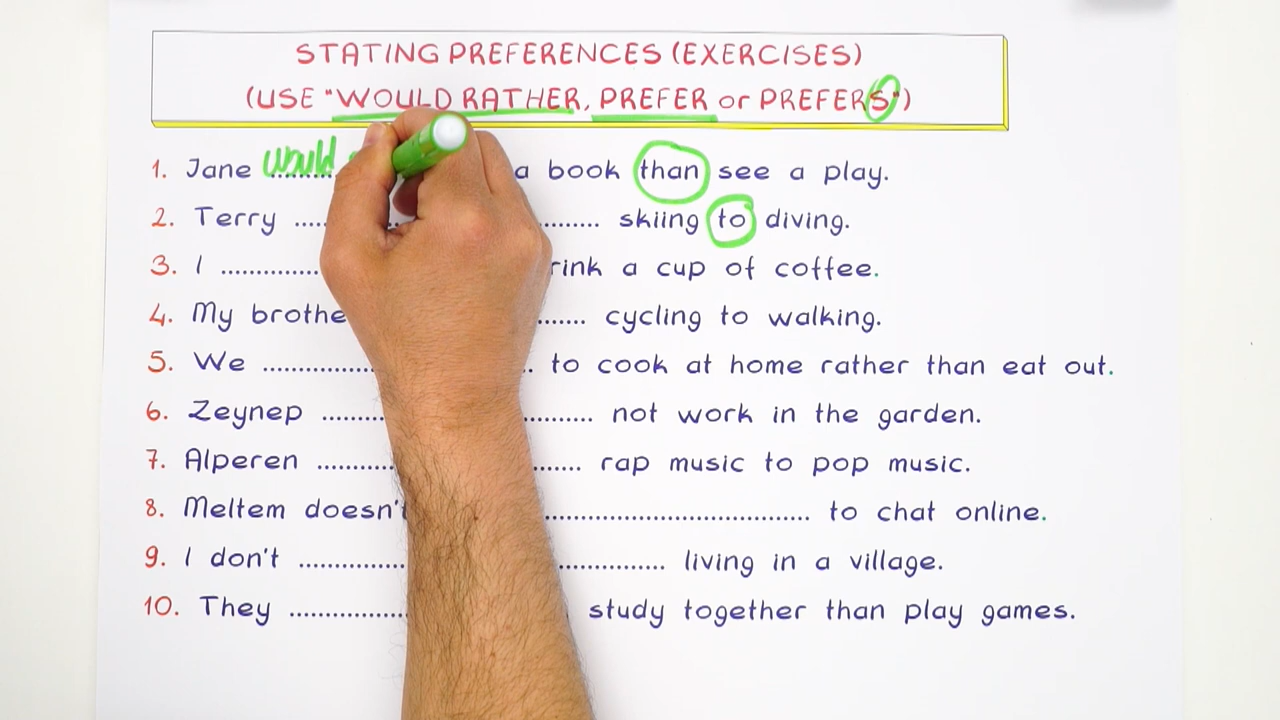 STATING PREFERENCES (EXERCISES)
(USE "WOULD RATHER, PREFER or PREFERS")
1. Jane would a book than see a play.
2. Terry ..... ...... skiing to diving.
3. I ............ a cup of coffee.
4. My ...... cycling to walking.
5. We ............. to cook at home rather than eat out.
6. Zeynep ........ ......... not work in the garden.
7. Alperen .......... ...... rap music to pop music.
8. Meltem ................................... to chat online.
9. I don't .............. .............. living in a village.
10. They ............... study together than play games.